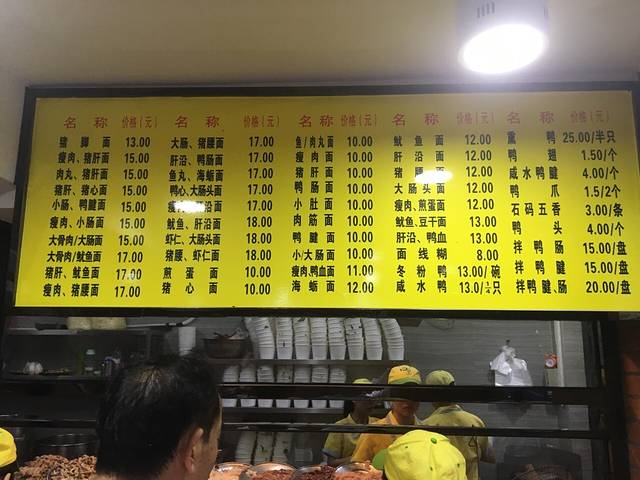 名 称 价格(元) 名 称 价格(元) 名 称 价格(元) 名 称 价格(元) 名 称 价格(元)
猪脚面 13.00 大肠、猪腰面 17.00 鱼/肉丸面 10.00 鱿鱼面 12.00 熏鸭 25.00/半只
瘦肉、猪肝面 15.00 肝沿、鸭肠面 17.00 瘦肉面 10.00 肝沿面 12.00 鸭翅 1.50/个
肉丸、猪肝面 15.00 鱼丸、海蛎面 17.00 猪肝面 10.00 猪面 12.00 咸水鸭腱 4.00/个
猪肝、猪心面 15.00 鸭心、大肠头面 17.00 鸭肠面 10.00 大肠头面 12.00 鸭爪 1.5/2个
小肠、鸭腱面 15.00 瘦肉、肝沿面 17.00 小肚面 10.00 瘦肉、煎蛋面 12.00 石码五香 3.00/条
瘦肉、小肠面 15.00 鱿鱼、肝沿面 18.00 肉筋面 10.00 鱿鱼、豆干面 13.00 鸭头 4.00/个
大骨肉/大肠面 15.00 虾仁、大肠头面 18.00 鸭腱面 10.00 肝沿、鸭血 13.00 拌鸭肠 15.00/盘
大骨肉/鱿鱼面 17.00 猪腰、虾仁面 18.00 小/大肠面 10.00 面线糊 8.00 拌鸭腱 15.00/盘
猪肝、鱿鱼面 17.00 煎蛋面 10.00 瘦肉、鸭血面 11.00 冬粉鸭 13.00/碗 拌鸭腱、肠 20.00/盘
瘦肉、猪腰面 17.00 猪心面 10.00 海蛎面 12.00 咸水鸭 13.0/¼只